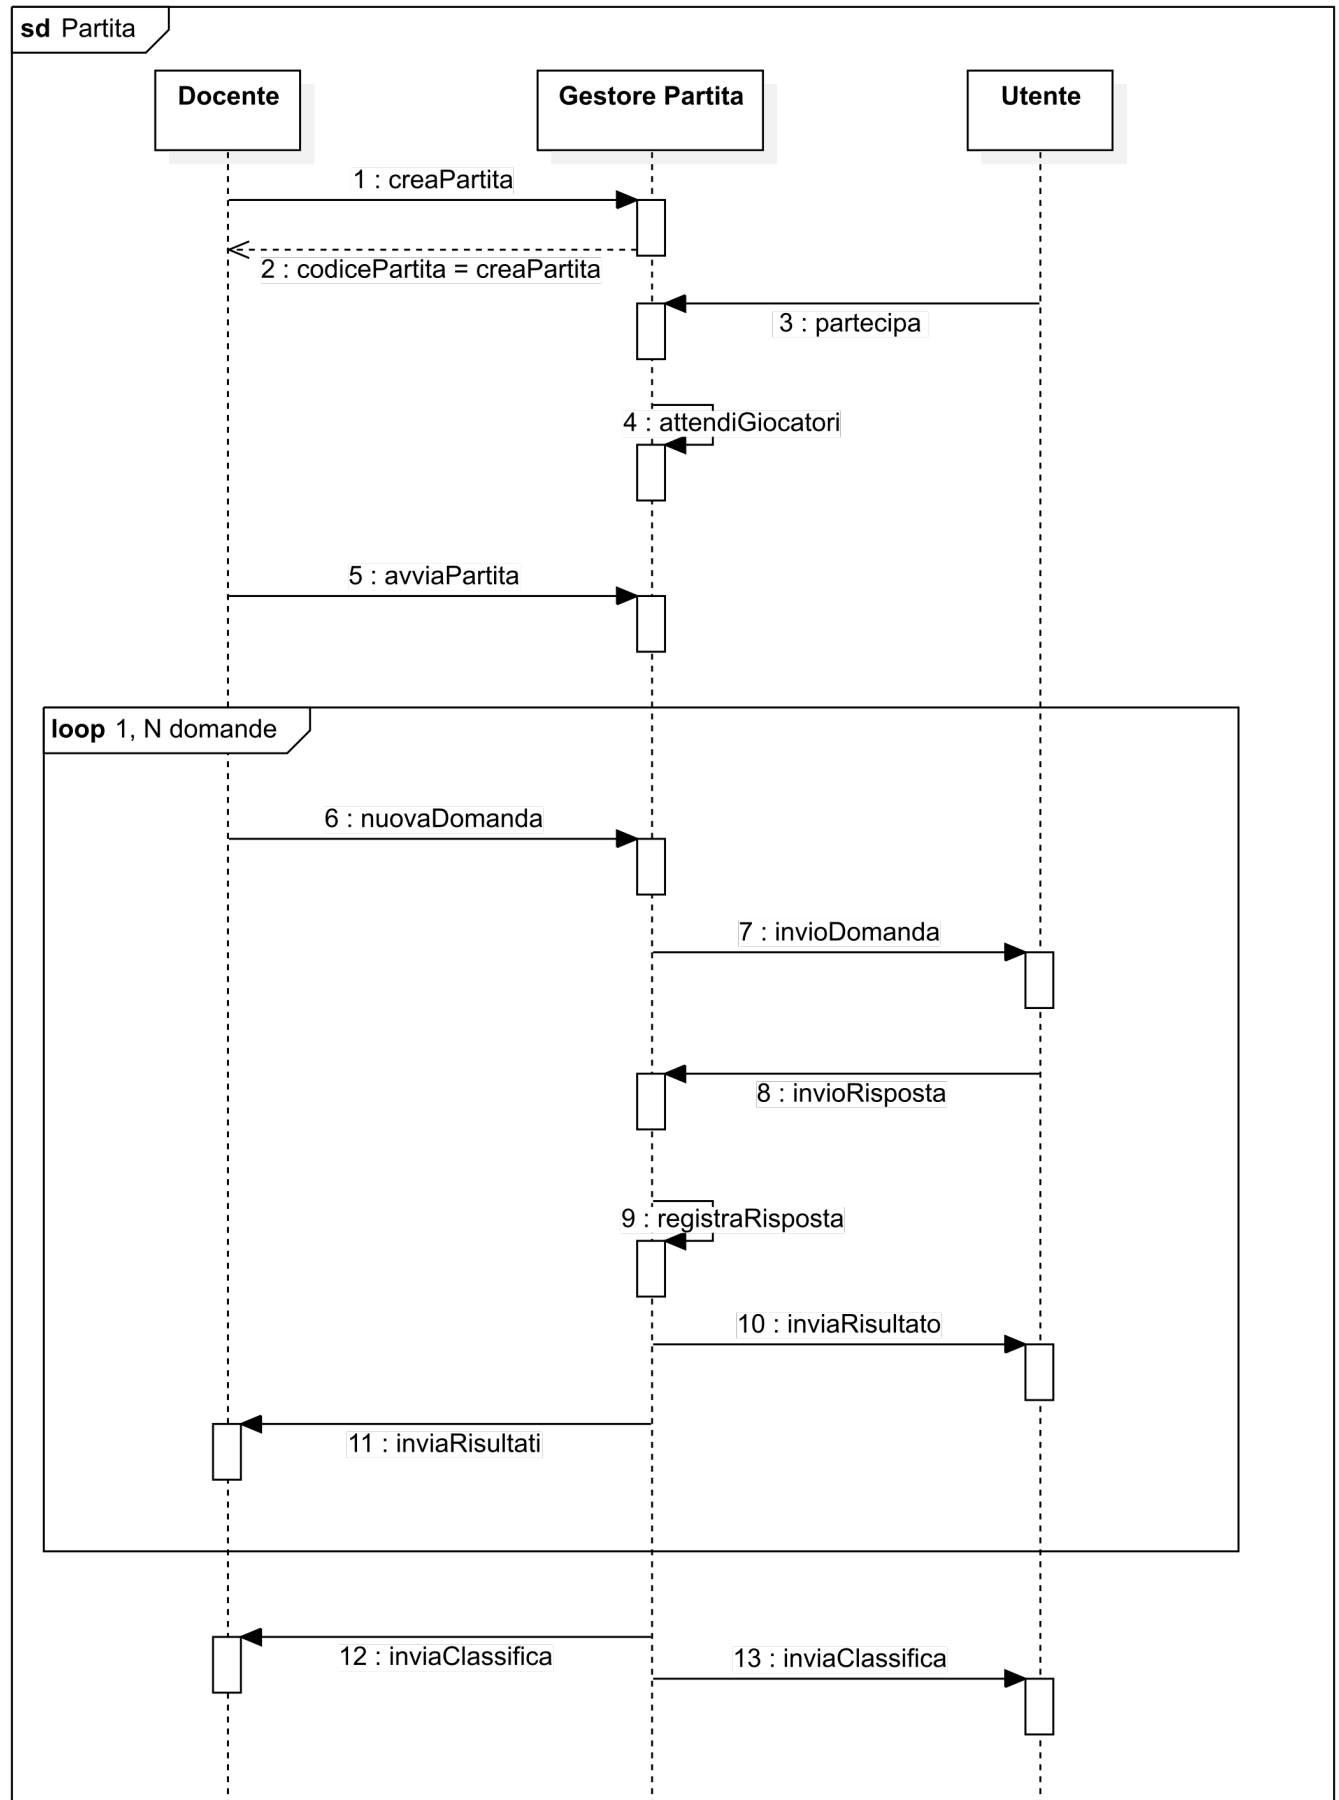 sd Partita
Docente
Gestore Partita
Utente
1 : creaPartita
2 : codicePartita = creaPartita
3 : partecipa
4 : attendiGiocatori
5 : avviaPartita
loop 1, N domande
6 : nuovaDomanda
7 : invioDomanda
8 : invioRisposta
9 : registraRisposta
10 : inviaRisultato
11 : inviaRisultati
12 : inviaClassifica
13 : inviaClassifica